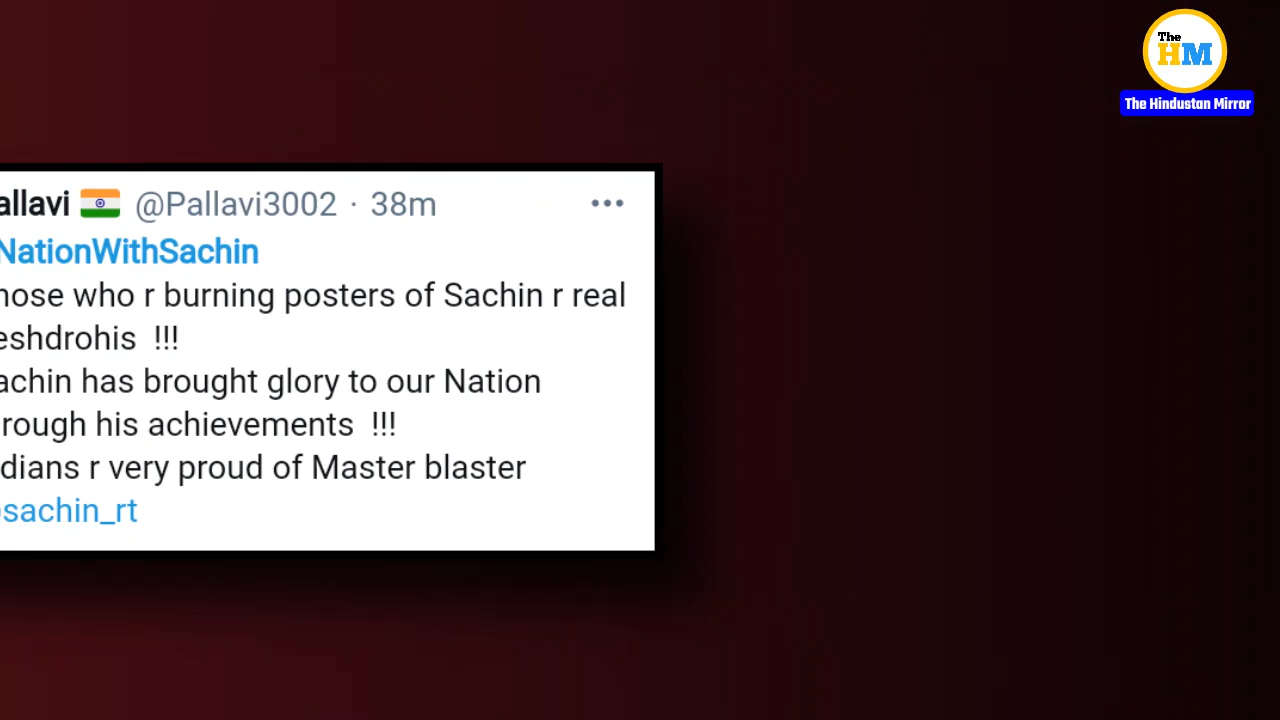 The
HM
The Hindustan Mirror
allavi @Pallavi3002 · 38m
NationWithSachin
hose who r burning posters of Sachin r real
eshdrohis !!!
achin has brought glory to our Nation
rough his achievements !!!
dians r very proud of Master blaster
sachin_rt